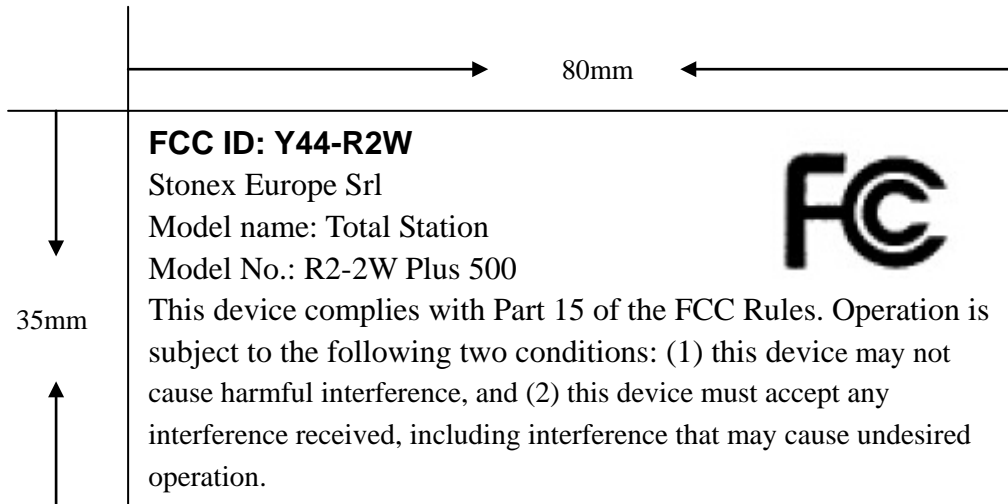 80mm
FCC ID: Y44-R2W
Stonex Europe Srl
Model name: Total Station
Model No.: R2-2W Plus 500
FCC
35mm
This device complies with Part 15 of the FCC Rules. Operation is
subject to the following two conditions: (1) this device may not
cause harmful interference, and (2) this device must accept any
interference received, including interference that may cause undesired
operation.